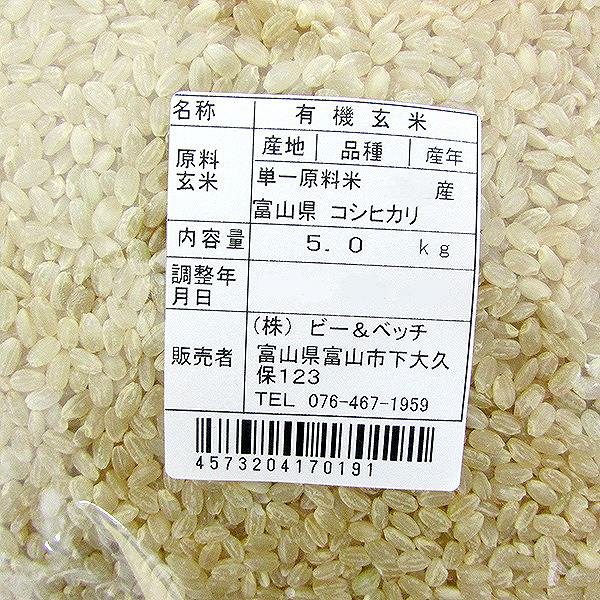 名称 有機玄米
原料玄米 産地 品種 産年
単一原料米 産
富山県 コシヒカリ
内容量 5.0 kg
調整年月日
販売者 (株) ビー&ベッチ
富山県富山市下大久
保123
TEL 076-467-1959
4573204170191